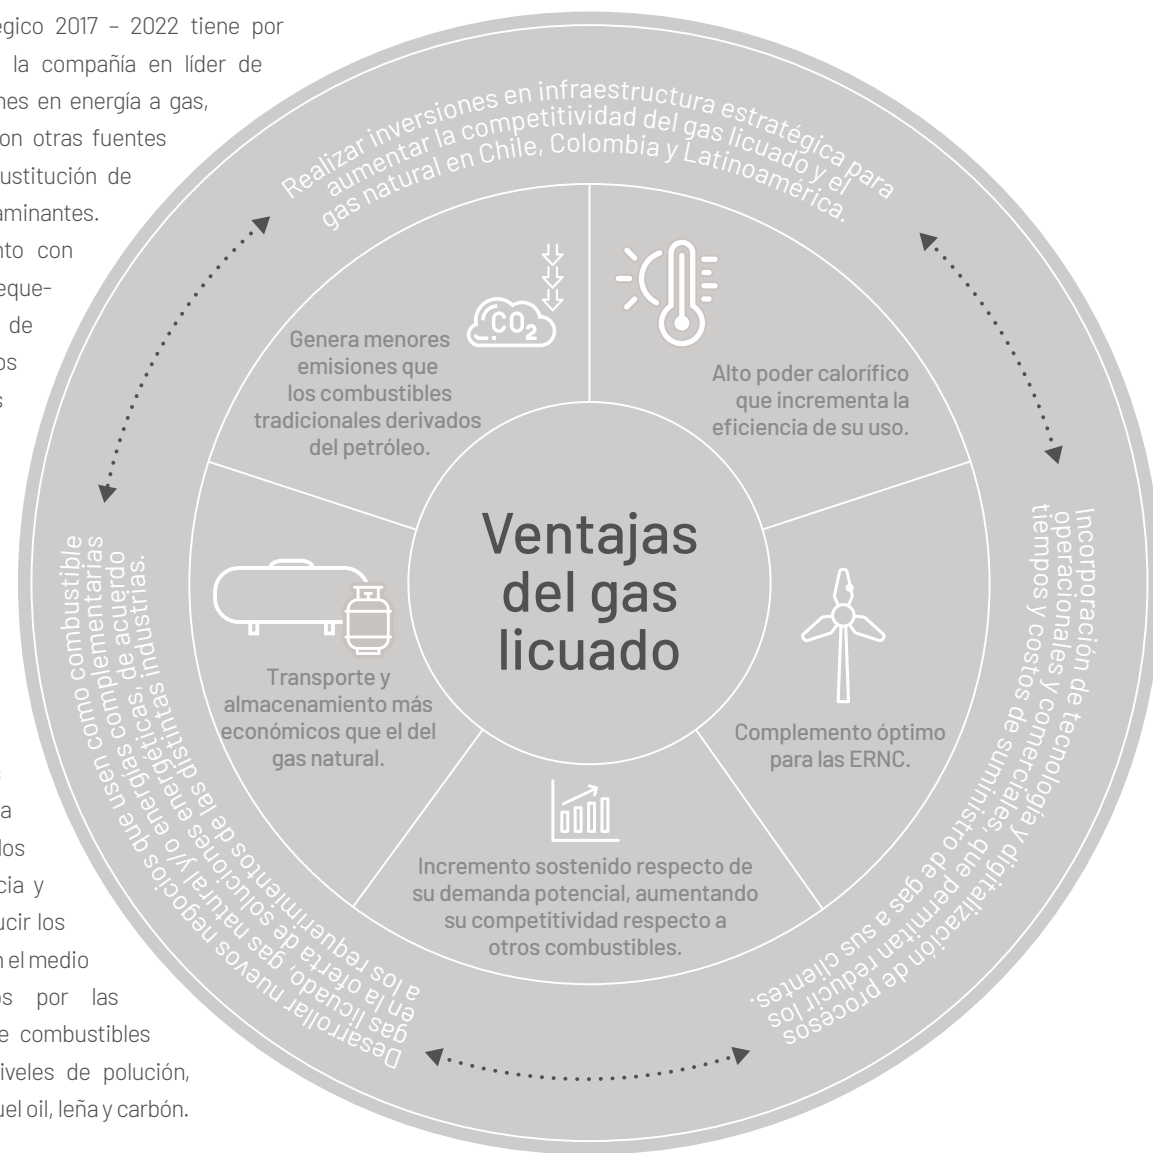 égico 2017 – 2022 tiene por
la compañía en líder de
nes en energía a gas,
on otras fuentes
ustitución de
aminantes.
nto con
eque-
de
os
s
a
los
cia y
ucir los
n el medio
os por las
e combustibles
iveles de polución,
uel oil, leña y carbón.
Realizar inversiones en infraestructura estratégica para
aumentar la competitividad del gas licuado y el
gas natural en Chile, Colombia y Latinoamérica.
Genera menores
emisiones que
los combustibles
tradicionales derivados
del petróleo.
CO2
Alto poder calorífico
que incrementa la
eficiencia de su uso.
Ventajas
del gas
licuado
Transporte y
almacenamiento más
económicos que el del
gas natural.
Complemento óptimo
para las ERNC.
Incremento sostenido respecto de
su demanda potencial, aumentando
su competitividad respecto a
otros combustibles.
Incorporación de tecnología y digitalización de procesos
operacionales y comerciales, que permitan reducir los
tiempos y costos de suministro de gas a sus clientes.
Desarrollar nuevos negocios que usen como combustible
gas licuado, gas natural y/o energías complementarias
en la oferta de soluciones energéticas, de acuerdo
a los requerimientos de las distintas industrias.